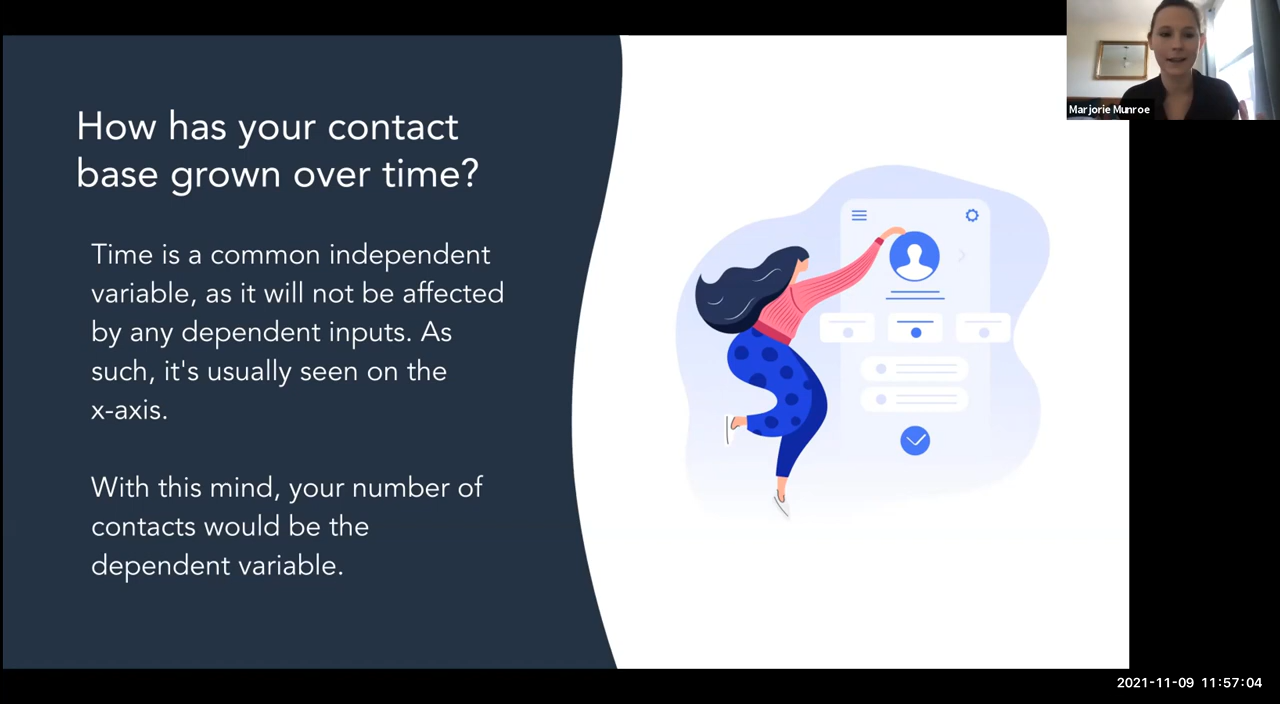 How has your contact
base grown over time?
Time is a common independent
variable, as it will not be affected
by any dependent inputs. As
such, it's usually seen on the
x-axis.
With this mind, your number of
contacts would be the
dependent variable.
Marjorie Munroe
2021-11-09 11:57:04